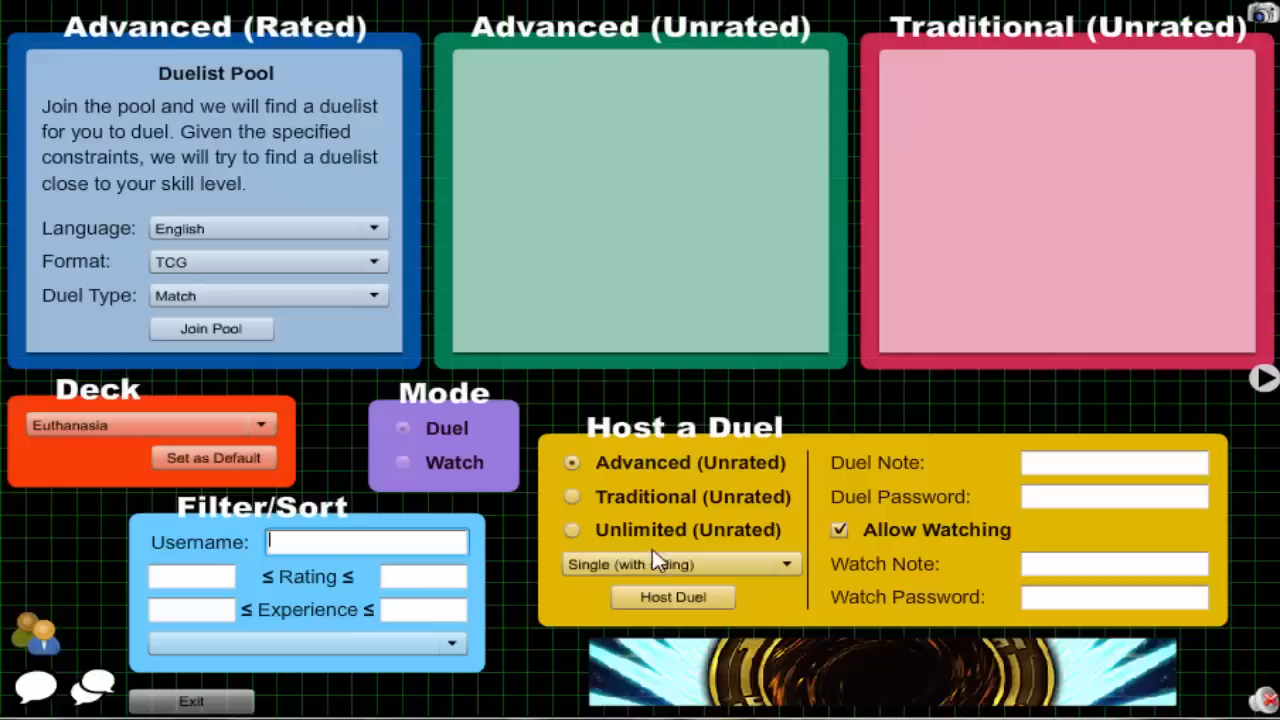 Advanced (Rated)
Duelist Pool
Join the pool and we will find a duelist
for you to duel. Given the specified
constraints, we will try to find a duelist
close to your skill level.
Language: English
Format: TCG
Duel Type: Match
Join Pool
Advanced (Unrated)
Traditional (Unrated)
Deck
Euthanasia
Set as Default
Mode
Duel
Watch
Filter/Sort
Username:
≤ Rating ≤
≤ Experience ≤
Exit
Host a Duel
Advanced (Unrated)
Traditional (Unrated)
Unlimited (Unrated)
Single (with
Host Duel
Duel Note:
Duel Password:
Allow Watching
Watch Note:
Watch Password: